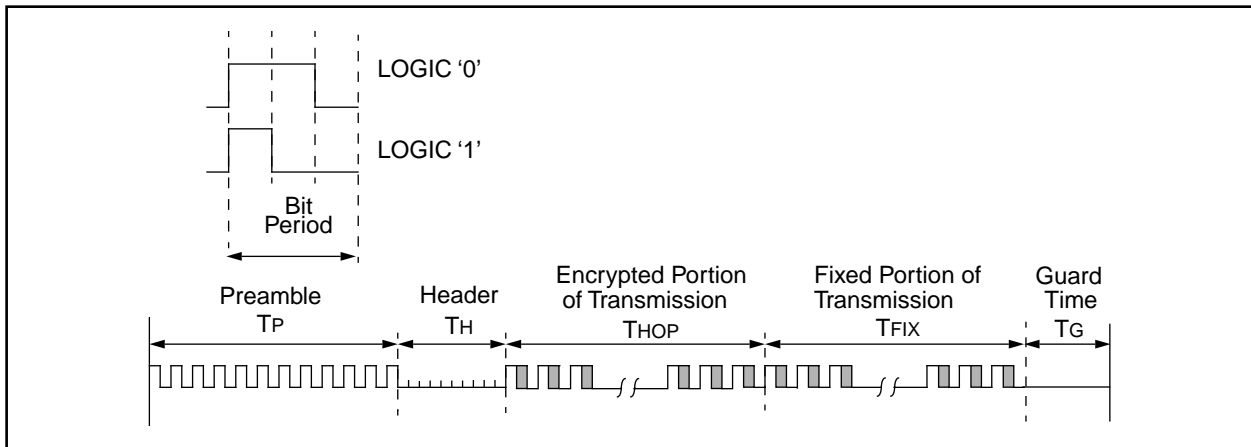 LOGIC ‘0’
LOGIC ‘1’
Bit
Period
Preamble
TP
Header
TH
Encrypted Portion
of Transmission
THOP
Fixed Portion of
Transmission
TFIX
Guard
Time
TG